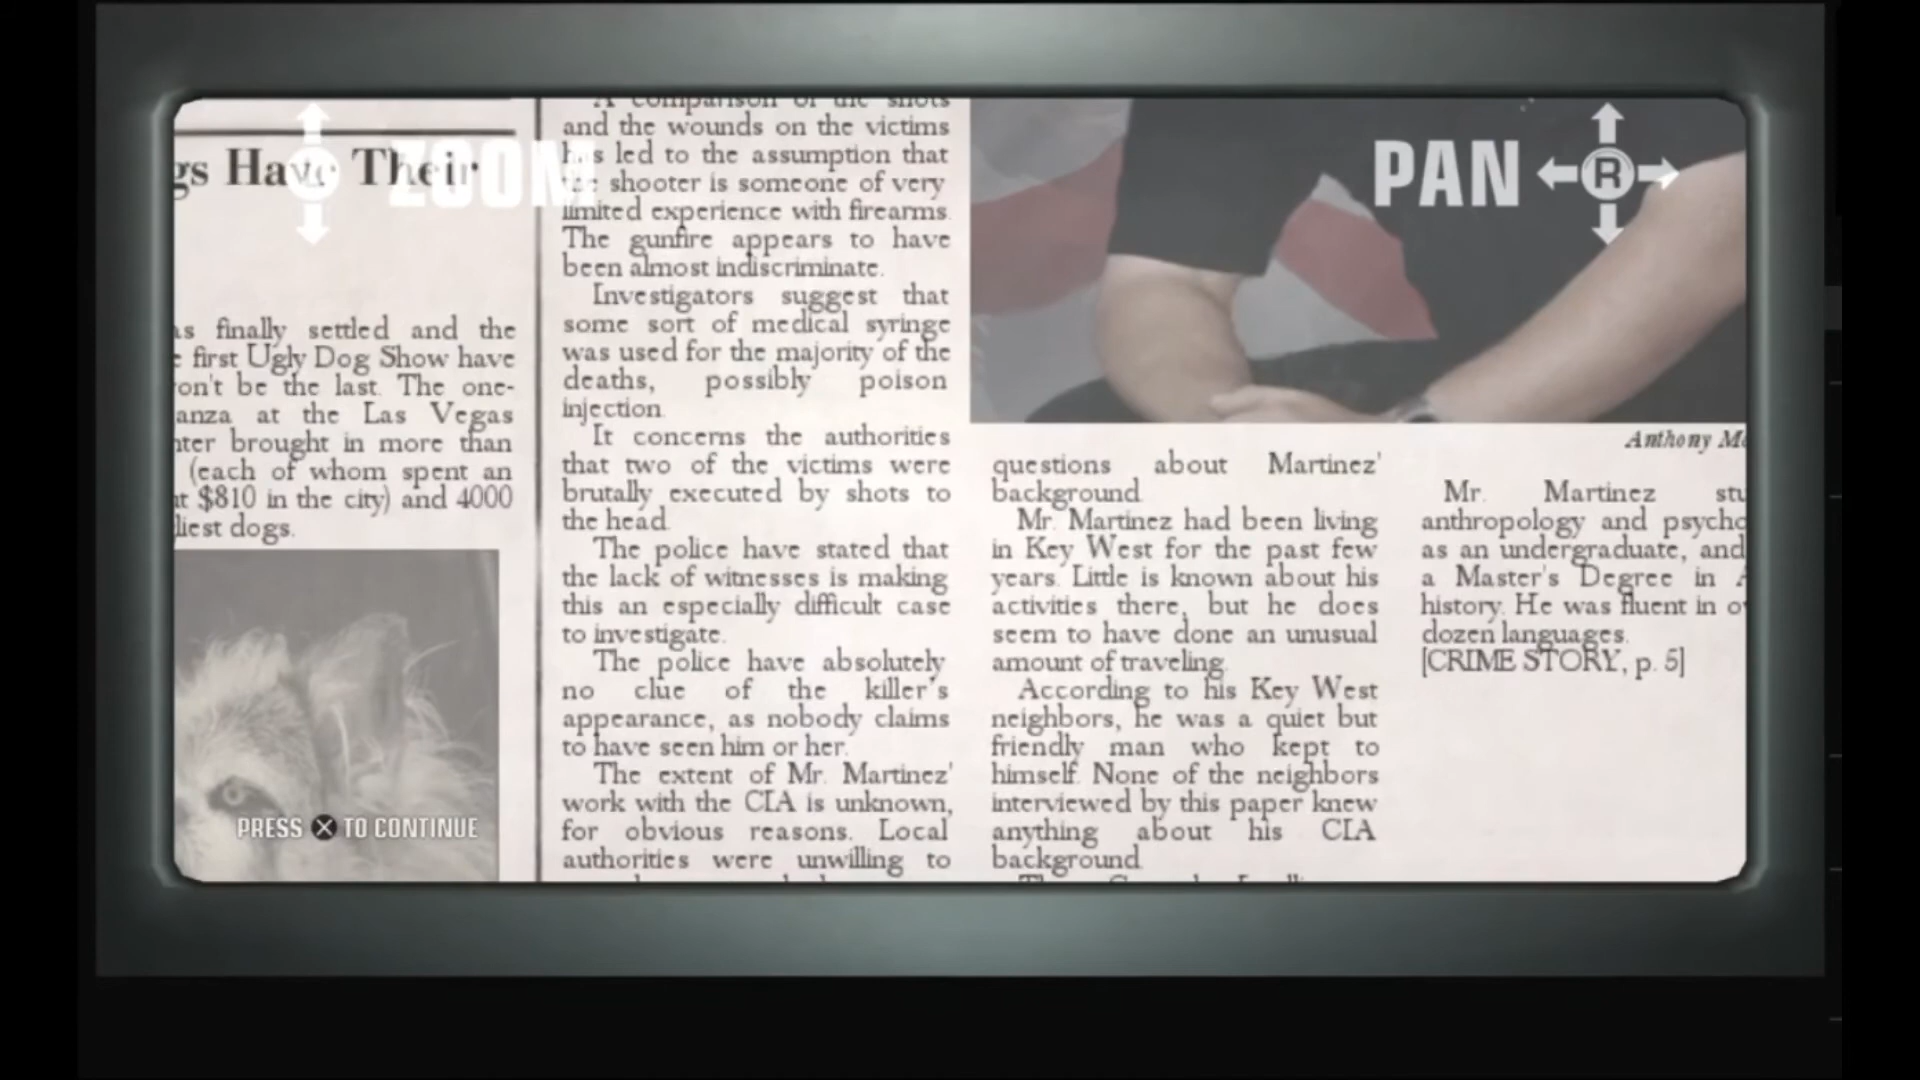 ZOOM
PAN
R
gs Have Their
finally settled and the
first Ugly Dog Show have
be the last. The one-
at the Las Vegas
brought in more than
(each of whom spent an
$810 in the city) and 4000
dogs.
PRESS X TO CONTINUE
A comparison of the shots
and the wounds on the victims
has led to the assumption that
the shooter is someone of very
limited experience with firearms.
The gunfire appears to have
been almost indiscriminate.
Investigators suggest that
some sort of medical syringe
was used for the majority of the
deaths, possibly poison
injection.
It concerns the authorities
that two of the victims were
brutally executed by shots to
the head.
The police have stated that
the lack of witnesses is making
this an especially difficult case
to investigate.
The police have absolutely
no clue of the killer's
appearance, as nobody claims
to have seen him or her.
The extent of Mr. Martinez'
work with the CIA is unknown,
for obvious reasons. Local
authorities were unwilling to
Anthony
questions about Martinez'
background.
Mr. Martinez had been living
in Key West for the past few
years. Little is known about his
activities there, but he does
seem to have done an unusual
amount of traveling.
According to his Key West
neighbors, he was a quiet but
friendly man who kept to
himself. None of the neighbors
interviewed by this paper knew
anything about his CIA
background.
Mr. Martinez stu
anthropology and psycho
as an undergraduate, and
a Master's Degree in
history. He was fluent in
dozen languages.
[CRIME STORY, p. 5]